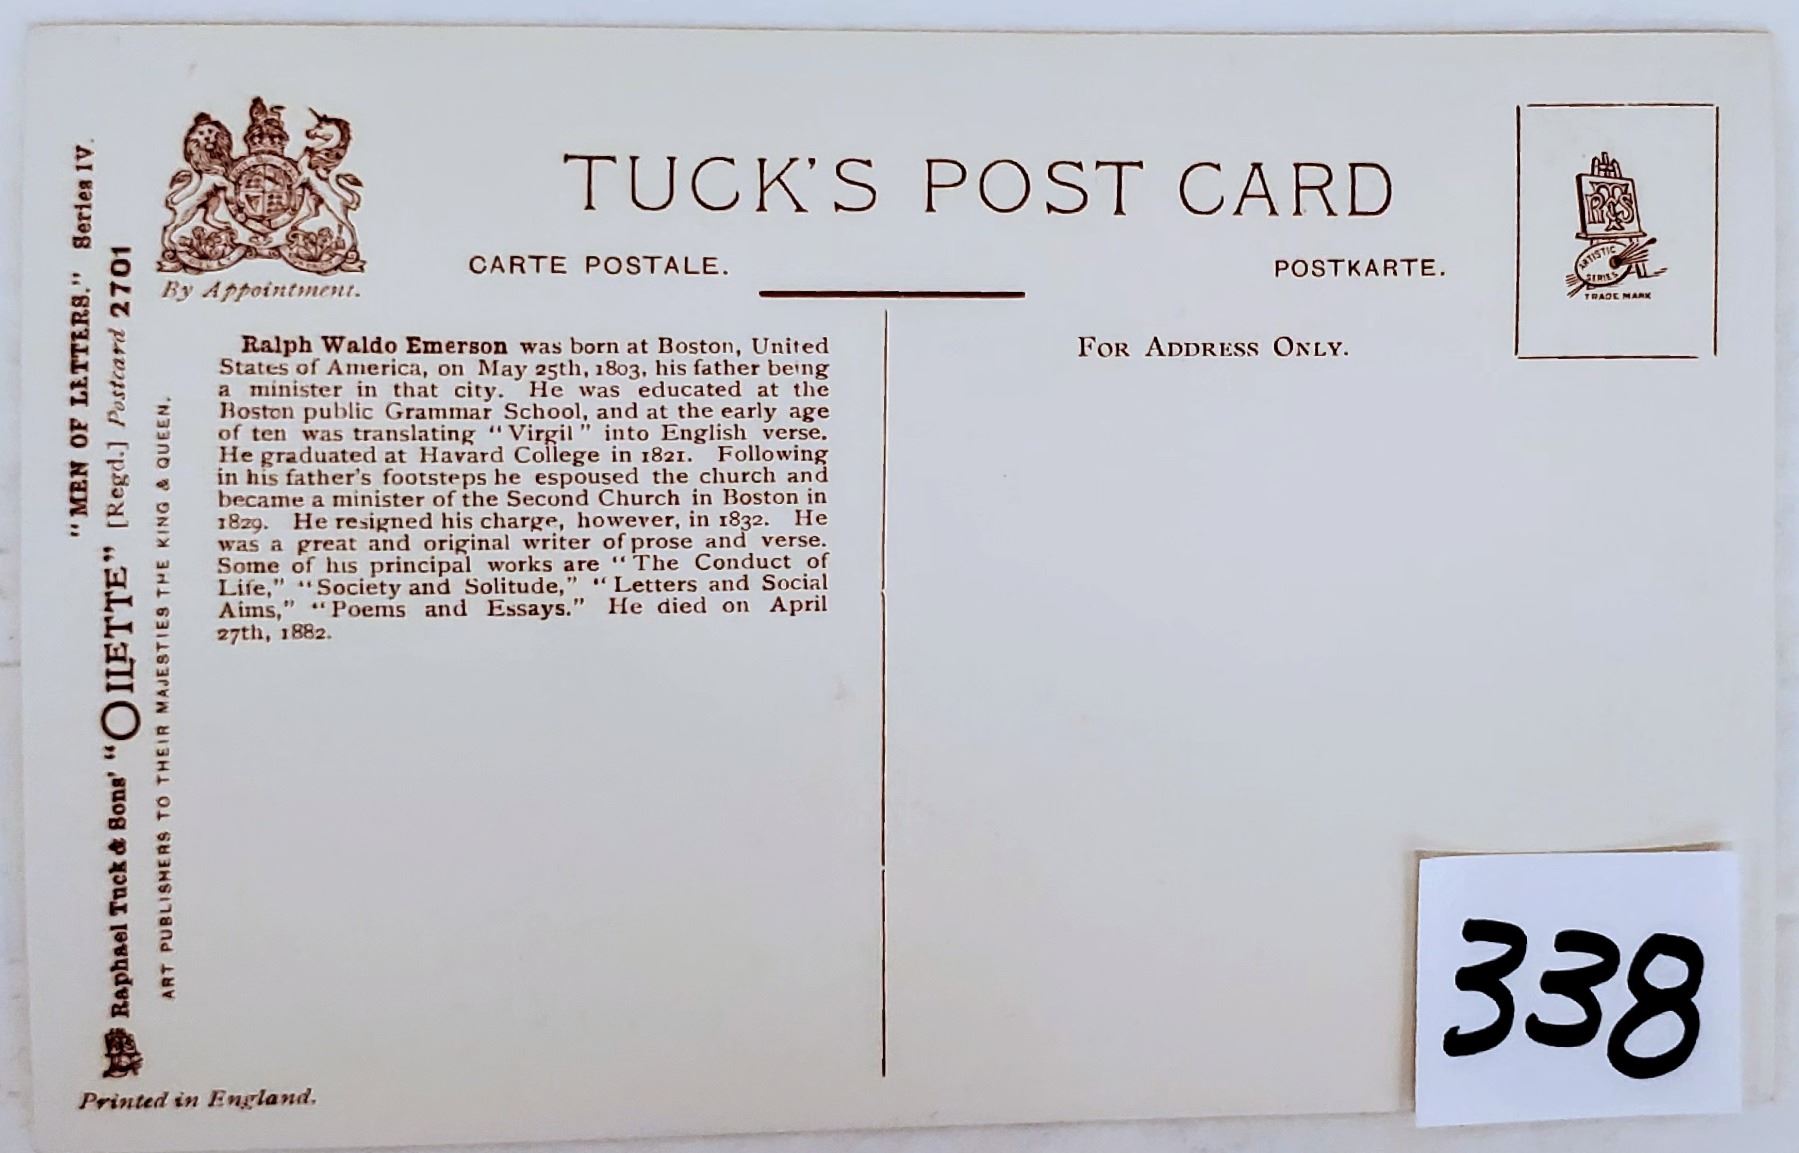 "MEN OF LETTERS." Series IV.
Raphael Tuck & Sons' "OILETTE" [Regd.] Postcard 2701
ART PUBLISHERS TO THEIR MAJESTIES THE KING & QUEEN.
By Appointment.
TUCK'S POST CARD
CARTE POSTALE.
POSTKARTE.
RTS
ARTISTIC
SERIES
TRADE MARK
Ralph Waldo Emerson was born at Boston, United
States of America, on May 25th, 1803, his father being
a minister in that city. He was educated at the
Boston public Grammar School, and at the early age
of ten was translating "Virgil" into English verse.
He graduated at Havard College in 1821. Following
in his father's footsteps he espoused the church and
became a minister of the Second Church in Boston in
1829. He resigned his charge, however, in 1832. He
was a great and original writer of prose and verse.
Some of his principal works are "The Conduct of
Life," "Society and Solitude," "Letters and Social
Aims," "Poems and Essays." He died on April
27th, 1882.
FOR ADDRESS ONLY.
338
Printed in England.